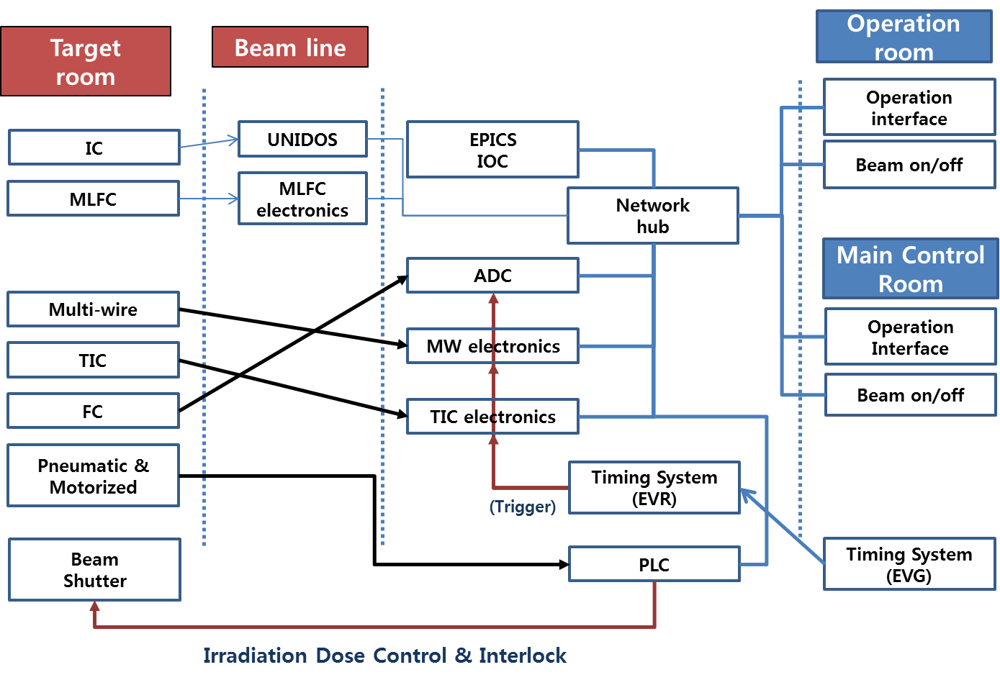 Target
room
Beam line
Operation
room
IC
MLFC
UNIDOS
MLFC
electronics
EPICS
IOC
Network
hub
Operation
interface
Beam on/off
Main Control
Room
Operation
Interface
Beam on/off
Multi-wire
TIC
FC
Pneumatic &
Motorized
Beam
Shutter
ADC
MW electronics
TIC electronics
Timing System
(EVR)
(Trigger)
PLC
Timing System
(EVG)
Irradiation Dose Control & Interlock